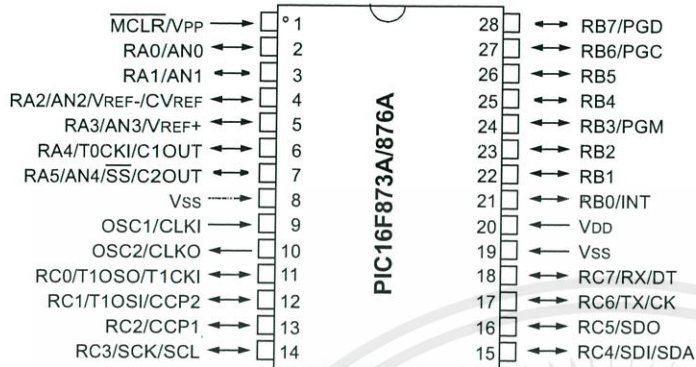 MCLR/VPP 1 28 RB7/PGD
RA0/AN0 2 27 RB6/PGC
RA1/AN1 3 26 RB5
RA2/AN2/VREF-/CVREF 4 25 RB4
RA3/AN3/VREF+ 5 24 RB3/PGM
RA4/T0CKI/C1OUT 6 23 RB2
RA5/AN4/SS/C2OUT 7 22 RB1
VSS 8 21 RB0/INT
OSC1/CLKI 9 20 VDD
OSC2/CLKO 10 19 VSS
RC0/T1OSO/T1CKI 11 18 RC7/RX/DT
RC1/T1OSI/CCP2 12 17 RC6/TX/CK
RC2/CCP1 13 16 RC5/SDO
RC3/SCK/SCL 14 15 RC4/SDI/SDA
PIC16F873A/876A